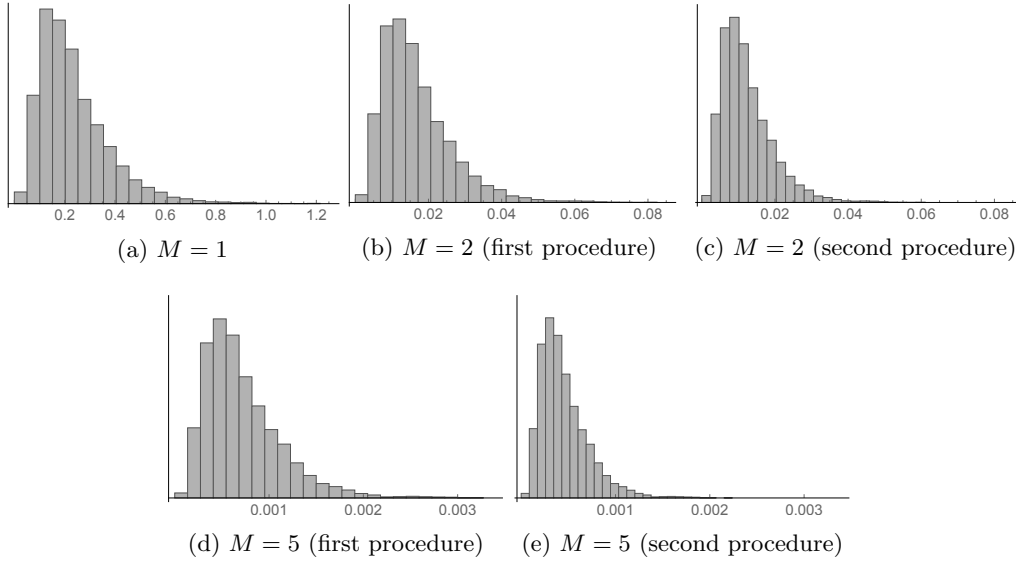 0.2 0.4 0.6 0.8 1.0 1.2
0.02 0.04 0.06 0.08
0.02 0.04 0.06 0.08
(a) M = 1
(b) M = 2 (first procedure)
(c) M = 2 (second procedure)
0.001 0.002 0.003
0.001 0.002 0.003
(d) M = 5 (first procedure)
(e) M = 5 (second procedure)